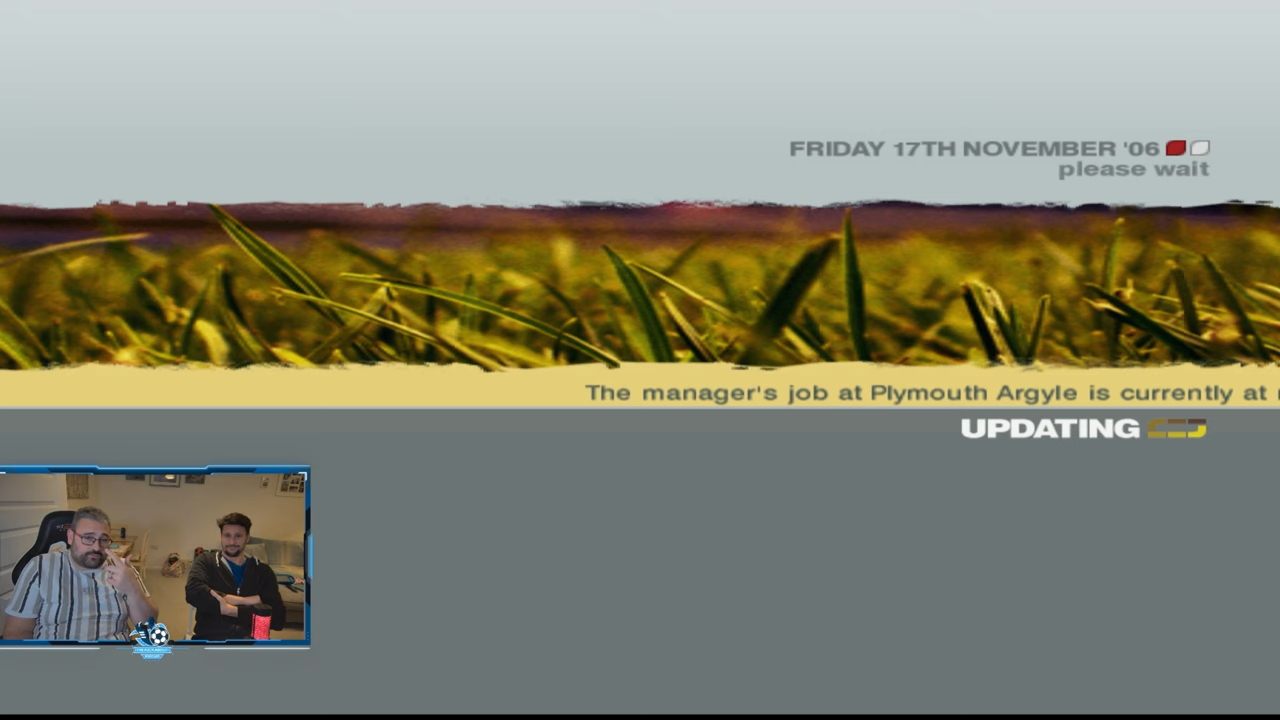 FRIDAY 17TH NOVEMBER '06
please wait
The manager's job at Plymouth Argyle is currently at
UPDATING